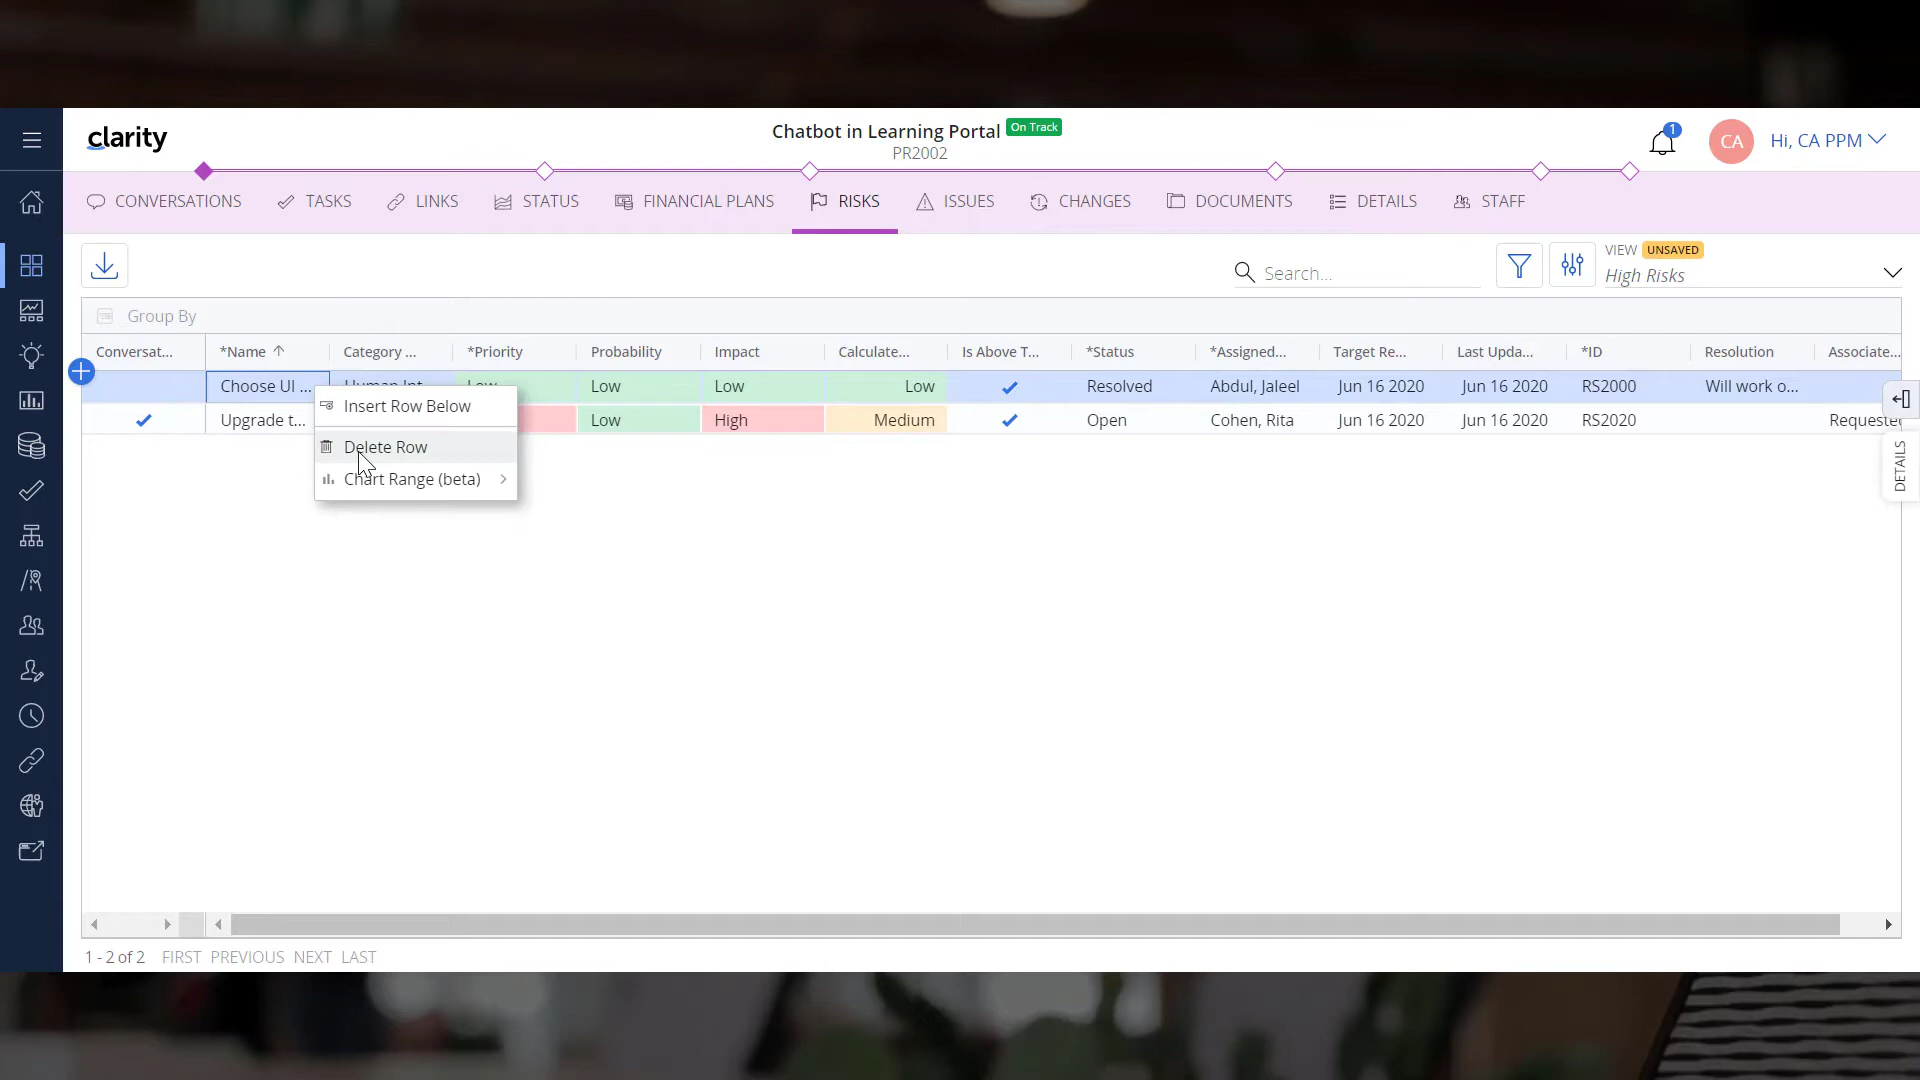 clarity
Chatbot in Learning Portal On Track
PR2002
1
CA
Hi, CA PPM
CONVERSATIONS TASKS LINKS STATUS FINANCIAL PLANS RISKS ISSUES CHANGES DOCUMENTS DETAILS STAFF
Search...
VIEW UNSAVED
High Risks
Group By
Conversat... *Name Category ... *Priority Probability Impact Calculate... Is Above T... *Status *Assigned... Target Re... Last Upda... *ID Resolution Associate...
Choose UI ... Human Int... Low Low Low Low Resolved Abdul, Jaleel Jun 16 2020 Jun 16 2020 RS2000 Will work o...
Upgrade t... Low High Medium Open Cohen, Rita Jun 16 2020 Jun 16 2020 RS2020
Insert Row Below
Delete Row
Chart Range (beta)
DETAILS
1 - 2 of 2 FIRST PREVIOUS NEXT LAST